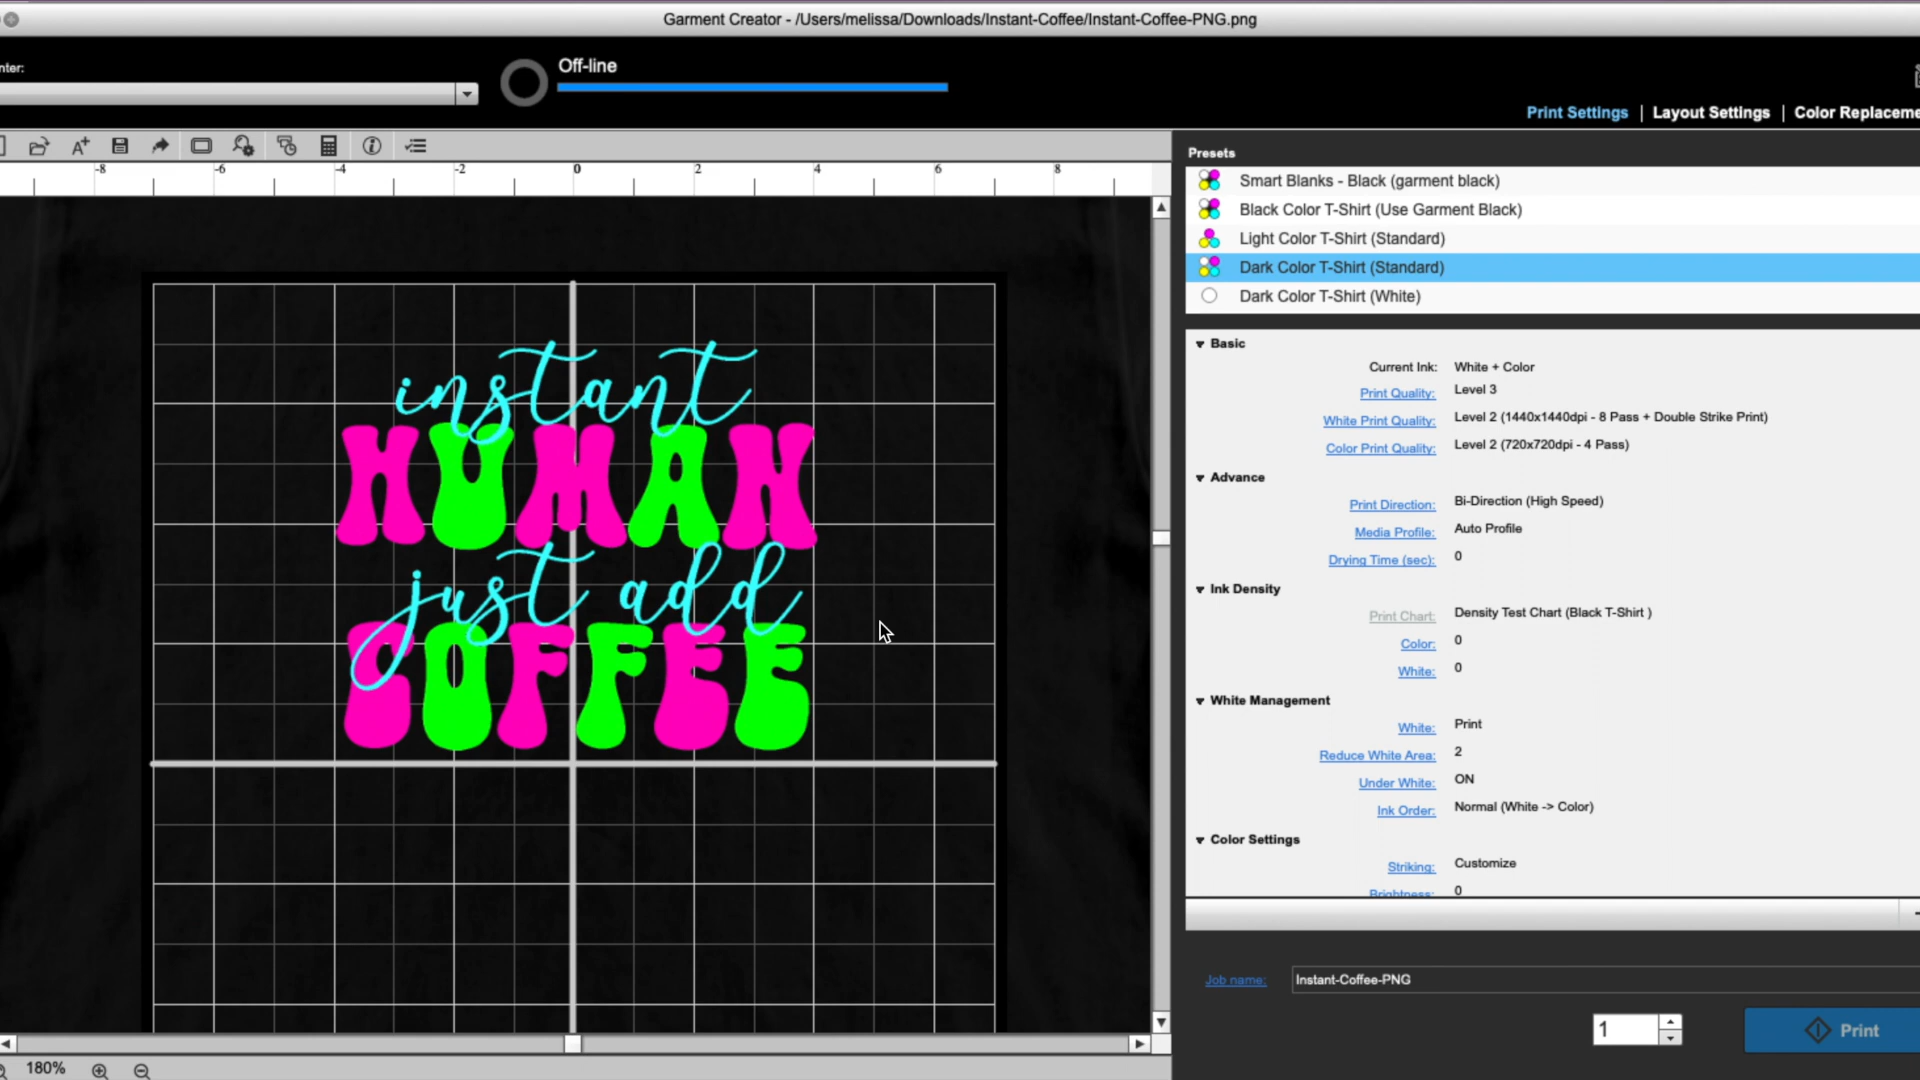 Garment Creator - /Users/melissa/Downloads/Instant-Coffee/Instant-Coffee-PNG.png
nter:
Off-line
Print Settings | Layout Settings | Color Replaceme
-8 -6 -4 -2 0 2 4 6 8
instant
HUMAN
just add
COFFEE
180%
Presets
Smart Blanks - Black (garment black)
Black Color T-Shirt (Use Garment Black)
Light Color T-Shirt (Standard)
Dark Color T-Shirt (Standard)
Dark Color T-Shirt (White)
Basic
Current Ink: White + Color
Print Quality: Level 3
White Print Quality: Level 2 (1440x1440dpi - 8 Pass + Double Strike Print)
Color Print Quality: Level 2 (720x720dpi - 4 Pass)
Advance
Print Direction: Bi-Direction (High Speed)
Media Profile: Auto Profile
Drying Time (sec): 0
Ink Density
Print Chart: Density Test Chart (Black T-Shirt )
Color: 0
White: 0
White Management
White: Print
Reduce White Area: 2
Under White: ON
Ink Order: Normal (White -> Color)
Color Settings
Striking: Customize
Brightness: 0
Job name: Instant-Coffee-PNG
1
Print